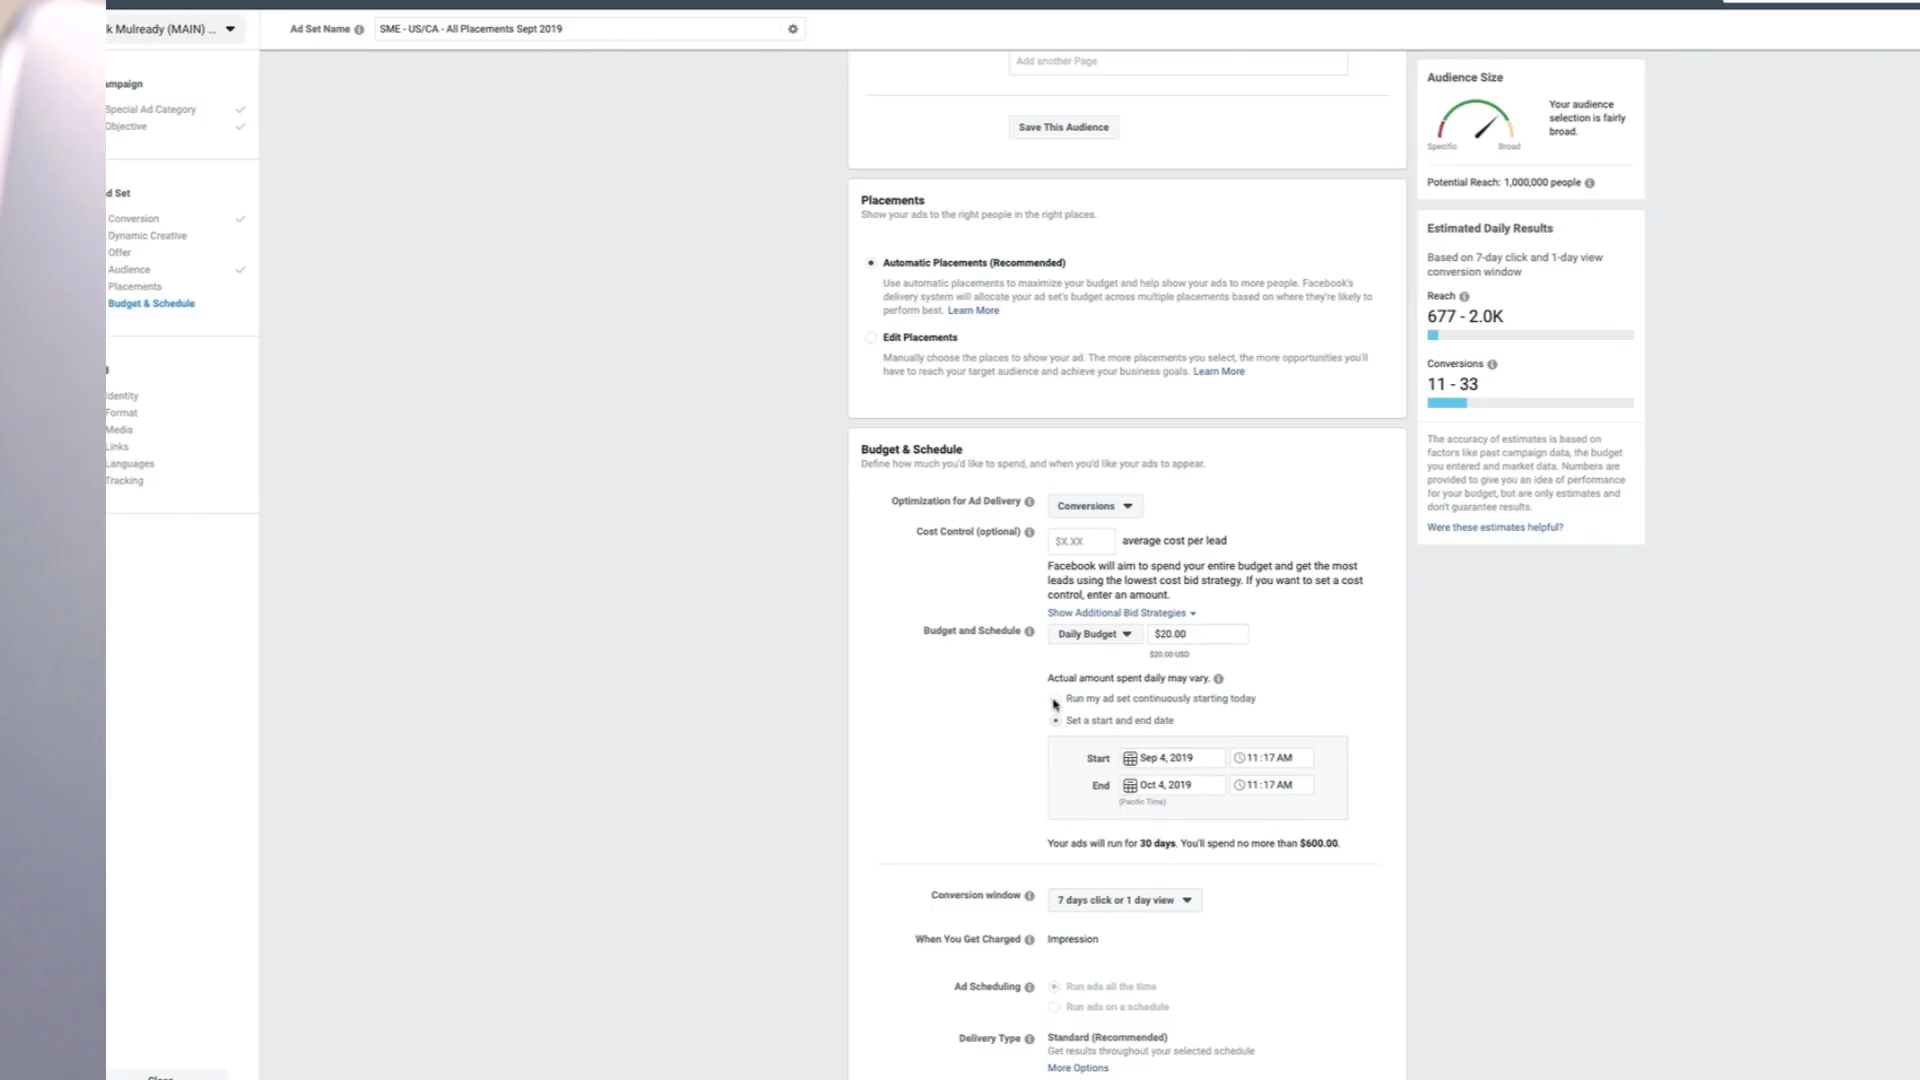 k Mulready (MAIN) ...
Ad Set Name
SME - US/CA - All Placements Sept 2019
ampaign
Special Ad Category
Objective
d Set
Conversion
Dynamic Creative
Offer
Audience
Placements
Budget & Schedule
d
Identity
Format
Media
Links
Languages
Tracking
Close
Add another Page
Save This Audience
Placements
Show your ads to the right people in the right places.
Automatic Placements (Recommended)
Use automatic placements to maximize your budget and help show your ads to more people. Facebook's
delivery system will allocate your ad set's budget across multiple placements based on where they're likely to
perform best. Learn More
Edit Placements
Manually choose the places to show your ad. The more placements you select, the more opportunities you'll
have to reach your target audience and achieve your business goals. Learn More
Budget & Schedule
Define how much you'd like to spend, and when you'd like your ads to appear.
Optimization for Ad Delivery
Conversions
Cost Control (optional)
$X.XX average cost per lead
Facebook will aim to spend your entire budget and get the most
leads using the lowest cost bid strategy. If you want to set a cost
control, enter an amount.
Show Additional Bid Strategies
Budget and Schedule
Daily Budget $20.00
$20.00 USD
Actual amount spent daily may vary.
Run my ad set continuously starting today
Set a start and end date
Start Sep 4, 2019 11:17 AM
End Oct 4, 2019 11:17 AM
(Pacific Time)
Your ads will run for 30 days. You'll spend no more than $600.00.
Conversion window
7 days click or 1 day view
When You Get Charged
Impression
Ad Scheduling
Run ads all the time
Run ads on a schedule
Delivery Type
Standard (Recommended)
Get results throughout your selected schedule
More Options
Audience Size
Your audience
selection is fairly
broad.
Specific
Broad
Potential Reach: 1,000,000 people
Estimated Daily Results
Based on 7-day click and 1-day view
conversion window
Reach
677 - 2.0K
Conversions
11 - 33
The accuracy of estimates is based on
factors like past campaign data, the budget
you entered and market data. Numbers are
provided to give you an idea of performance
for your budget, but are only estimates and
don't guarantee results.
Were these estimates helpful?